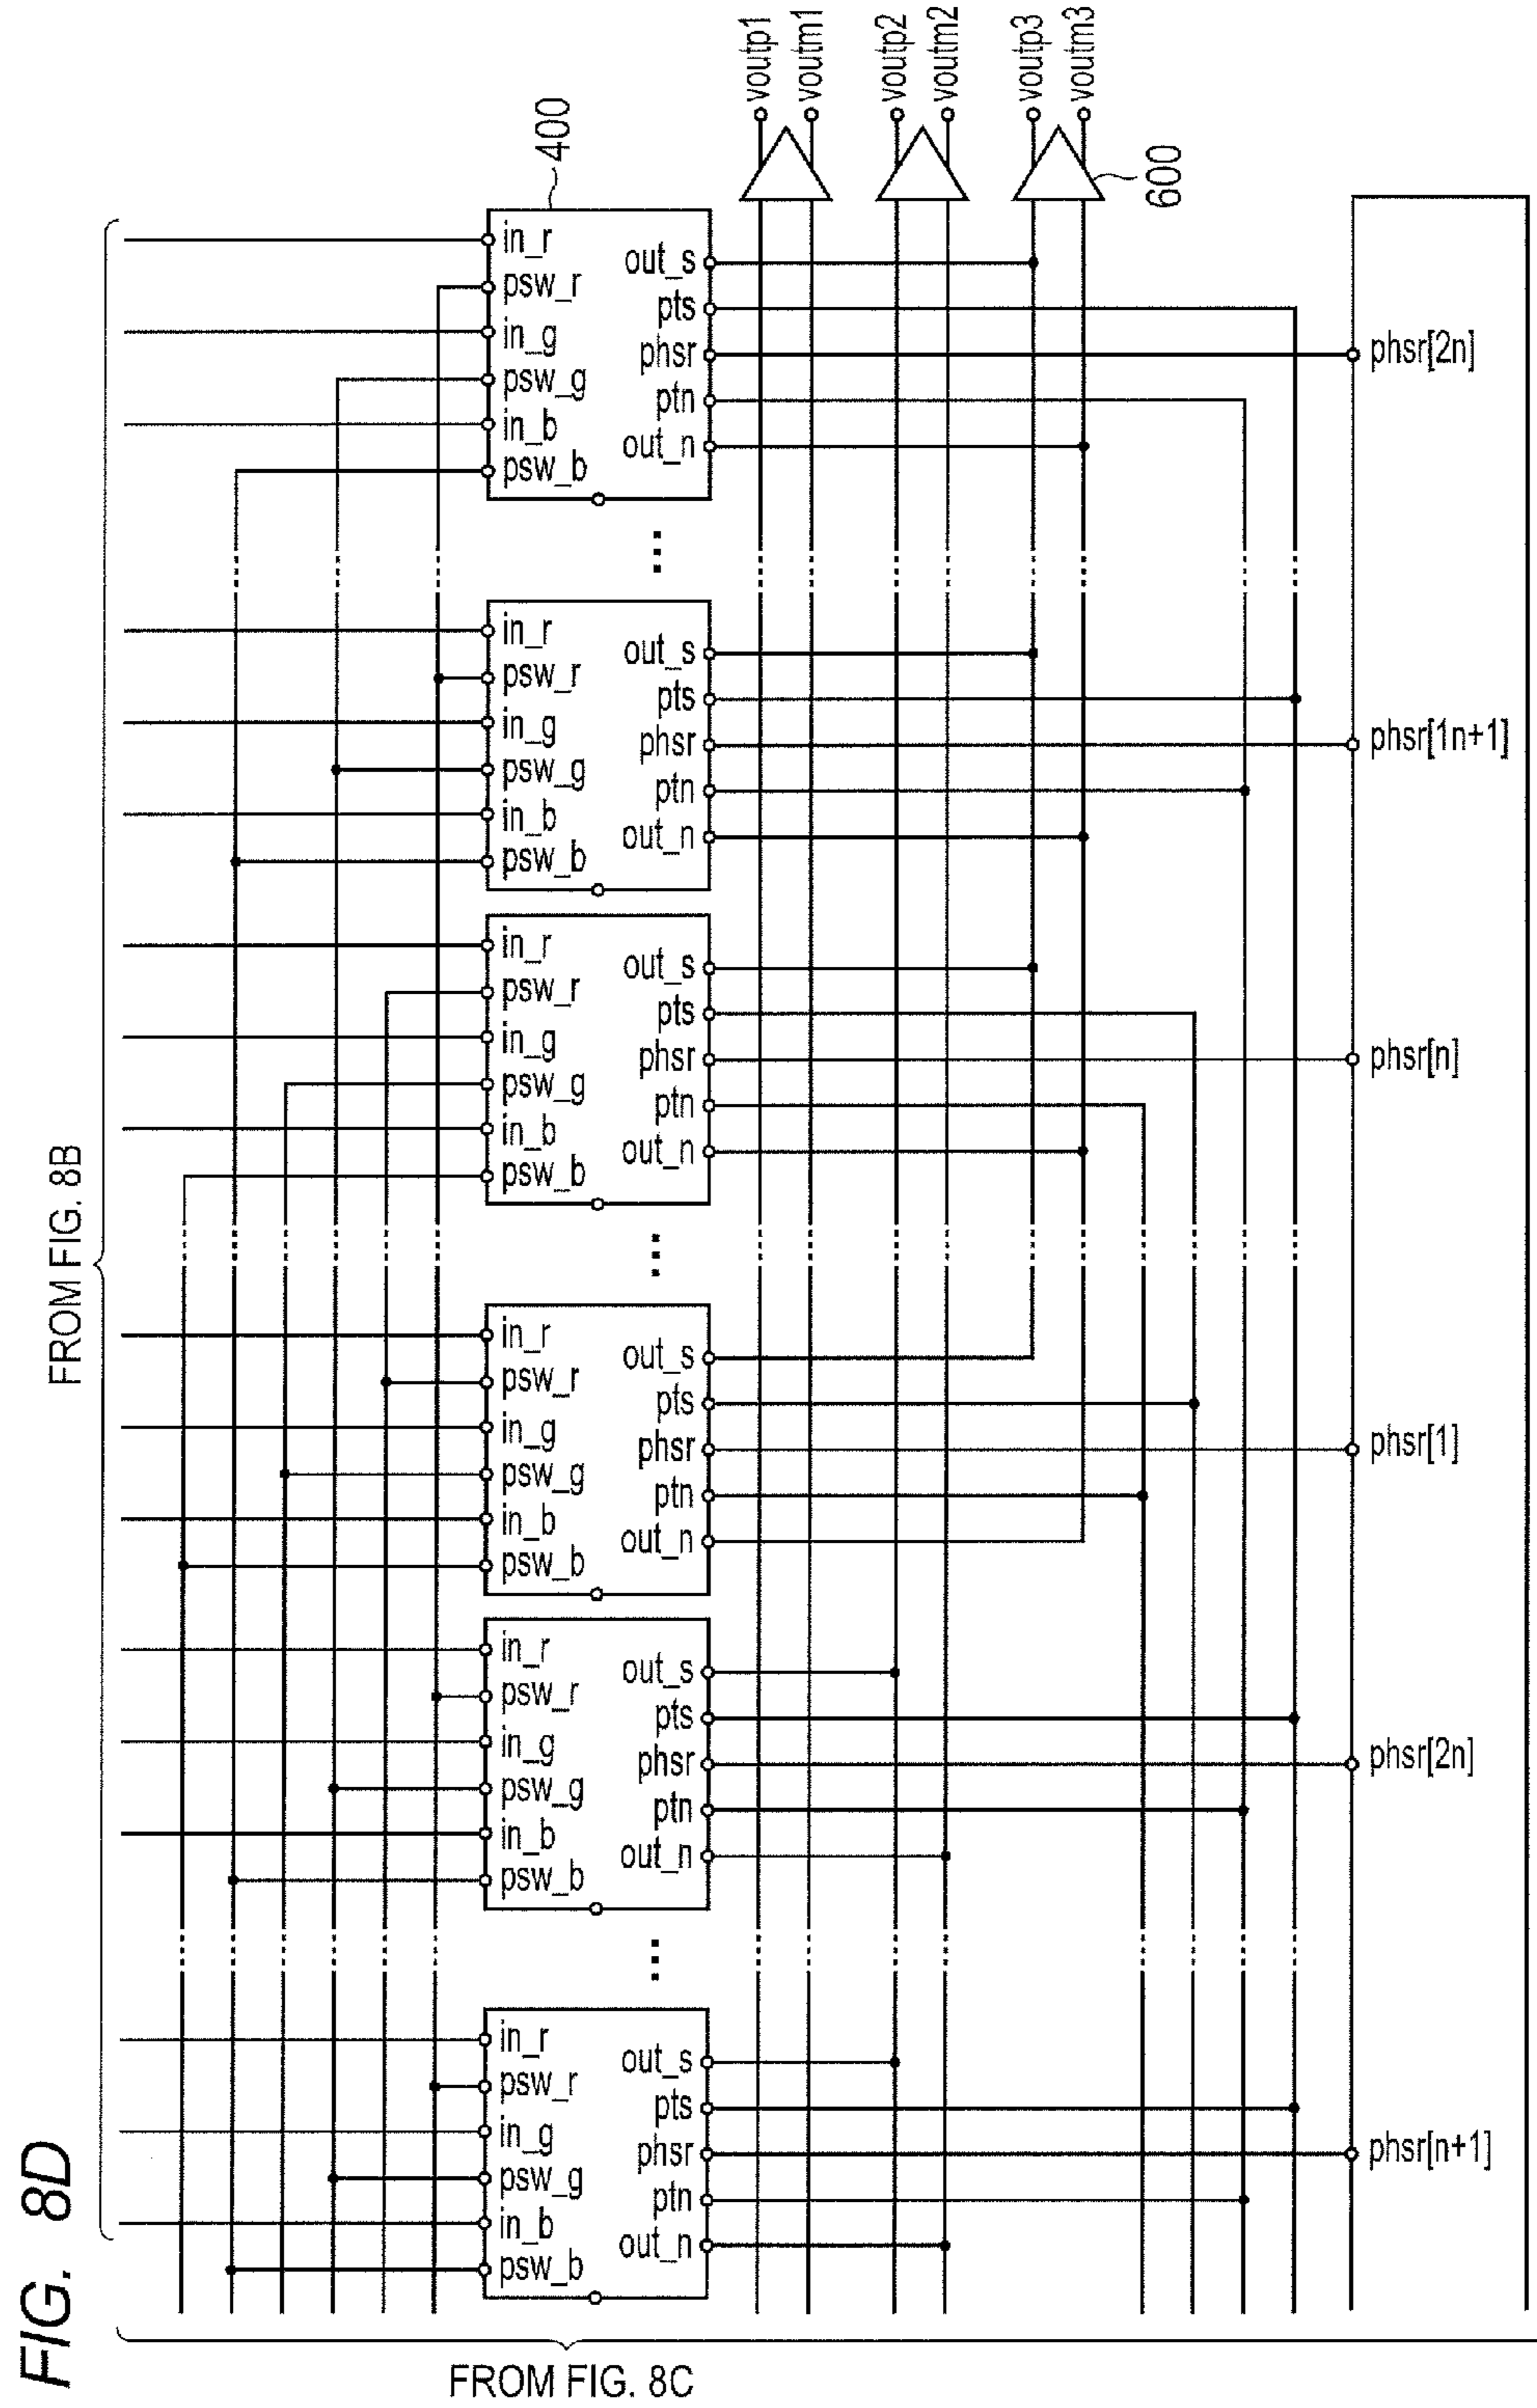 FIG. 8D
FROM FIG. 8B
FROM FIG. 8C
400
in_r
psw_r
in_g
psw_g
in_b
psw_b
out_s
pts
phsr
ptn
out_n
...
in_r
psw_r
in_g
psw_g
in_b
psw_b
out_s
pts
phsr
ptn
out_n
in_r
psw_r
in_g
psw_g
in_b
psw_b
out_s
pts
phsr
ptn
out_n
...
in_r
psw_r
in_g
psw_g
in_b
psw_b
out_s
pts
phsr
ptn
out_n
in_r
psw_r
in_g
psw_g
in_b
psw_b
out_s
pts
phsr
ptn
out_n
...
in_r
psw_r
in_g
psw_g
in_b
psw_b
out_s
pts
phsr
ptn
out_n
voutp1
voutm1
voutp2
voutm2
voutp3
voutm3
600
phsr[2n]
phsr[1n+1]
phsr[n]
phsr[1]
phsr[2n]
phsr[n+1]